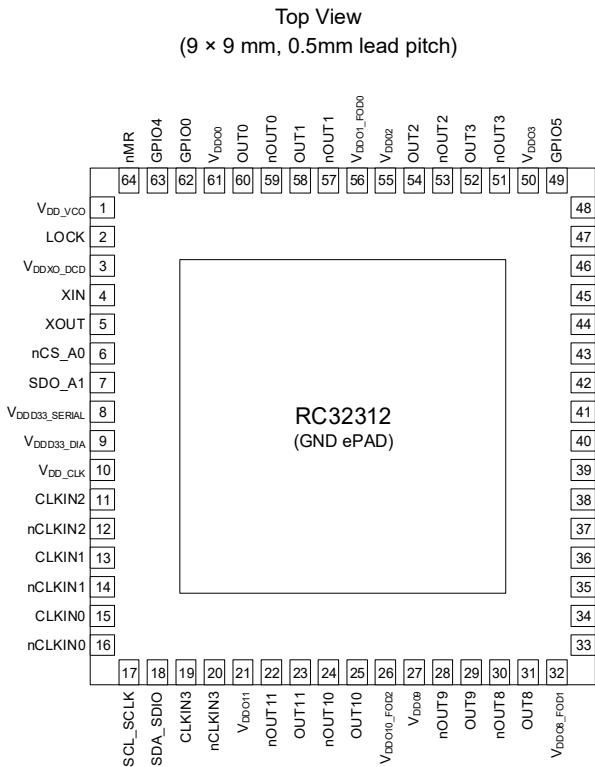 Top View
(9 × 9 mm, 0.5mm lead pitch)
nMR
GPIO4
GPIO0
VDDO0
OUT0
nOUT0
OUT1
nOUT1
VDDO1_FOD0
VDDO2
OUT2
nOUT2
OUT3
nOUT3
VDDO3
GPIO5
64 63 62 61 60 59 58 57 56 55 54 53 52 51 50 49
VDD_VCO 1 48
LOCK 2 47
VDDXO_DCD 3 46
XIN 4 45
XOUT 5 44
nCS_A0 6 43
SDO_A1 7 42
VDDD33_SERIAL 8 41
VDDD33_DIA 9 40
VDD_CLK 10 39
CLKIN2 11 38
nCLKIN2 12 37
CLKIN1 13 36
nCLKIN1 14 35
CLKIN0 15 34
nCLKIN0 16 33
RC32312
(GND ePAD)
17 18 19 20 21 22 23 24 25 26 27 28 29 30 31 32
SCL_SCLK
SDA_SDIO
CLKIN3
nCLKIN3
VDDO11
nOUT11
OUT11
nOUT10
OUT10
VDDO10_FOD2
VDDO9
nOUT9
OUT9
nOUT8
OUT8
VDDO8_FOD1